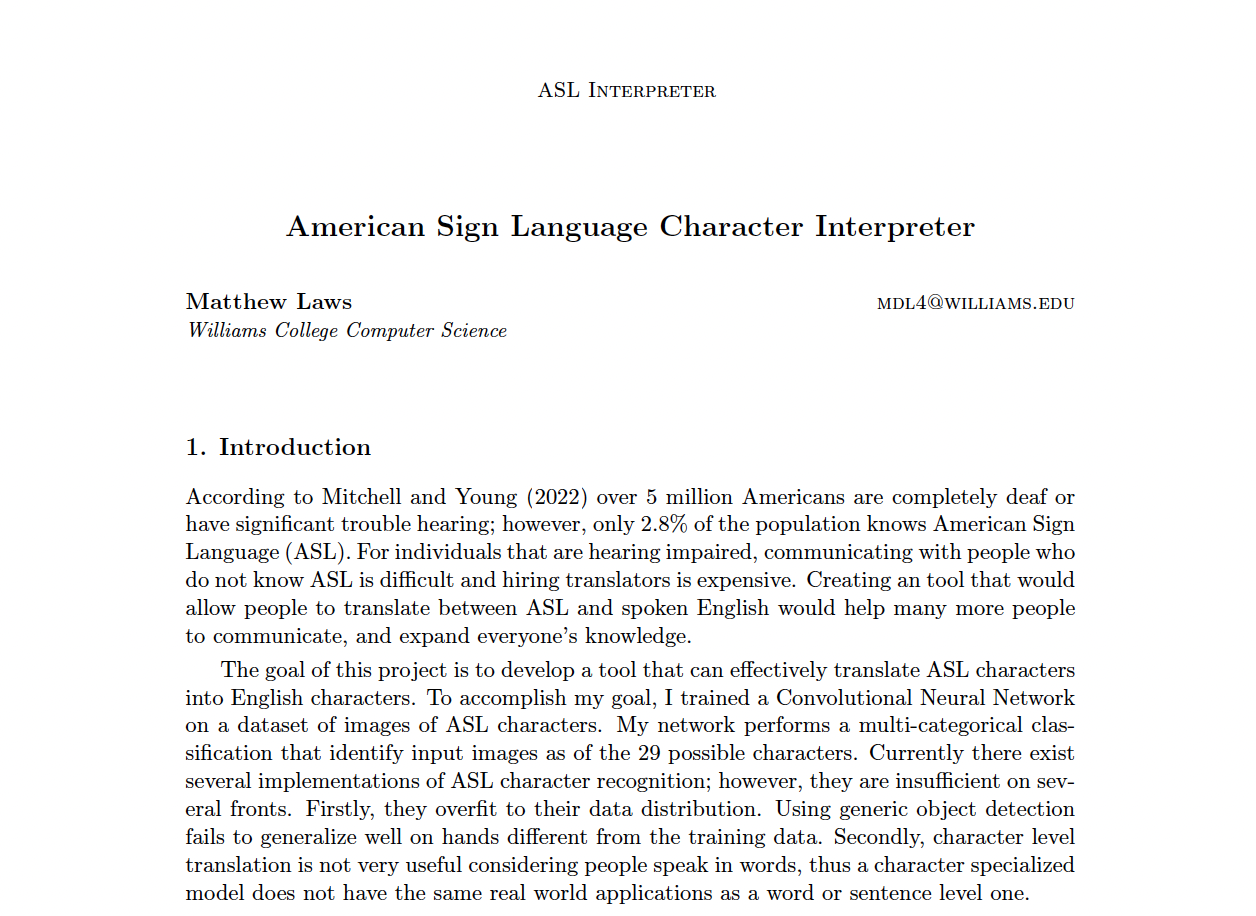 ASL Interpreter
American Sign Language Character Interpreter
Matthew Laws mdl4@williams.edu
Williams College Computer Science
1. Introduction
According to Mitchell and Young (2022) over 5 million Americans are completely deaf or
have significant trouble hearing; however, only 2.8% of the population knows American Sign
Language (ASL). For individuals that are hearing impaired, communicating with people who
do not know ASL is difficult and hiring translators is expensive. Creating an tool that would
allow people to translate between ASL and spoken English would help many more people
to communicate, and expand everyone's knowledge.
The goal of this project is to develop a tool that can effectively translate ASL characters
into English characters. To accomplish my goal, I trained a Convolutional Neural Network
on a dataset of images of ASL characters. My network performs a multi-categorical clas-
sification that identify input images as of the 29 possible characters. Currently there exist
several implementations of ASL character recognition; however, they are insufficient on sev-
eral fronts. Firstly, they overfit to their data distribution. Using generic object detection
fails to generalize well on hands different from the training data. Secondly, character level
translation is not very useful considering people speak in words, thus a character specialized
model does not have the same real world applications as a word or sentence level one.